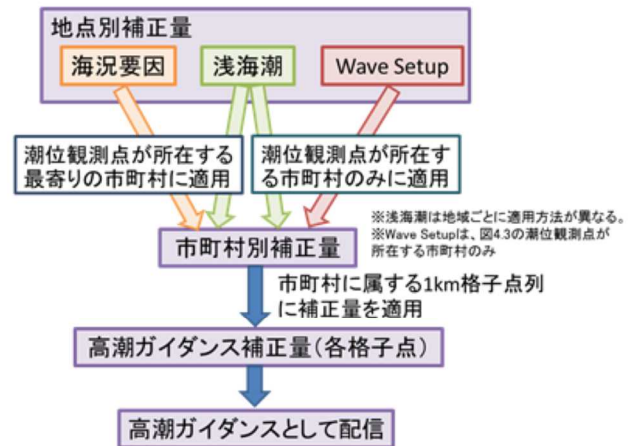 地点別補正量
海況要因
浅海潮
Wave Setup
潮位観測点が所在する
最寄りの市町村に適用
潮位観測点が所在す
る市町村のみに適用
※浅海潮は地域ごとに適用方法が異なる。
※Wave Setupは、図4.3の潮位観測点が
所在する市町村のみ
市町村別補正量
市町村に属する1km格子点列
に補正量を適用
高潮ガイダンス補正量(各格子点)
高潮ガイダンスとして配信